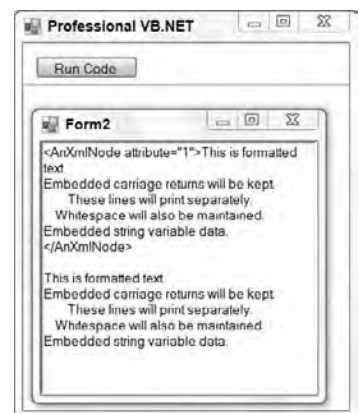 Professional VB.NET
Run Code
Form2
<AnXmlNode attribute="1">This is formatted
text.
Embedded carriage returns will be kept.
These lines will print separately.
Whitespace will also be maintained.
Embedded string variable data.
</AnXmlNode>
This is formatted text.
Embedded carriage returns will be kept.
These lines will print separately.
Whitespace will also be maintained.
Embedded string variable data.